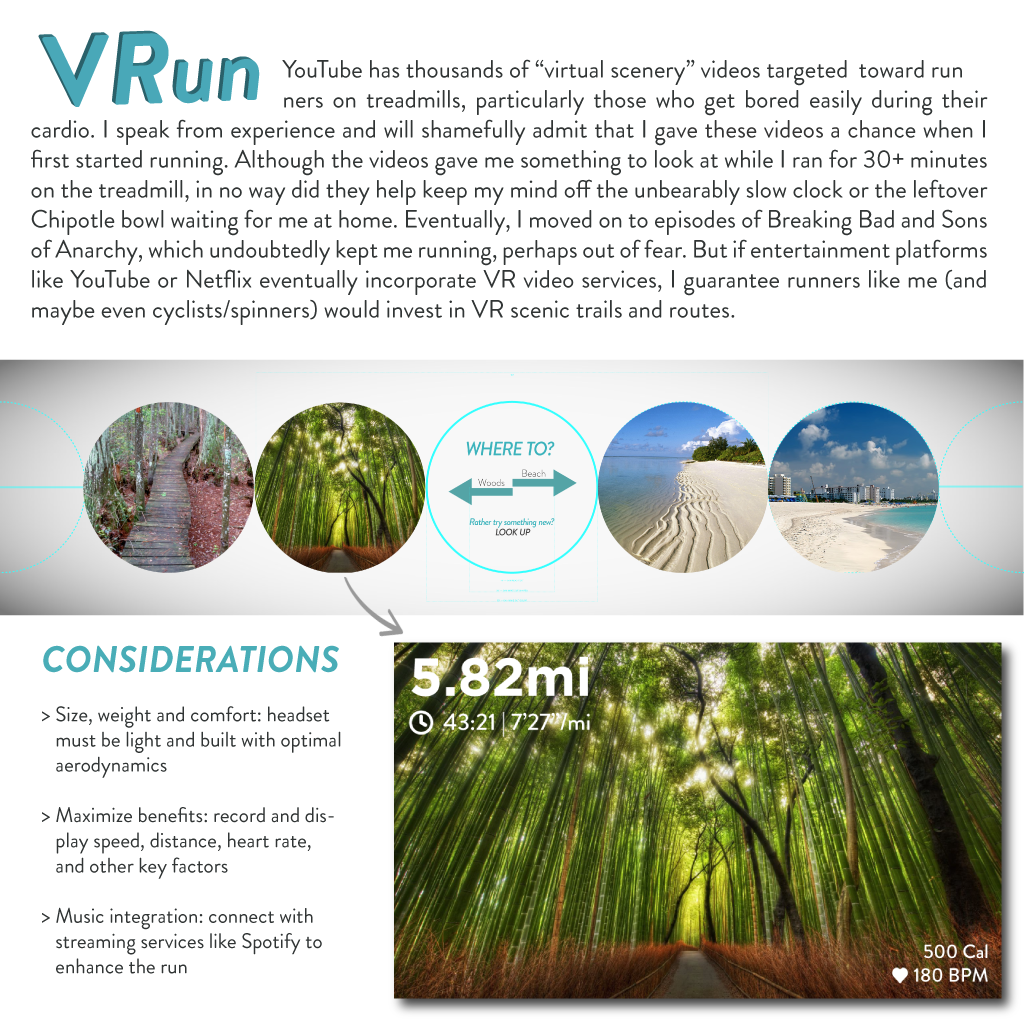 VRun
YouTube has thousands of “virtual scenery” videos targeted toward run
ners on treadmills, particularly those who get bored easily during their
cardio. I speak from experience and will shamefully admit that I gave these videos a chance when I
first started running. Although the videos gave me something to look at while I ran for 30+ minutes
on the treadmill, in no way did they help keep my mind off the unbearably slow clock or the leftover
Chipotle bowl waiting for me at home. Eventually, I moved on to episodes of Breaking Bad and Sons
of Anarchy, which undoubtedly kept me running, perhaps out of fear. But if entertainment platforms
like YouTube or Netflix eventually incorporate VR video services, I guarantee runners like me (and
maybe even cyclists/spinners) would invest in VR scenic trails and routes.
WHERE TO?
Beach
Woods
Rather try something new?
LOOK UP
CONSIDERATIONS
> Size, weight and comfort: headset
must be light and built with optimal
aerodynamics
> Maximize benefits: record and dis-
play speed, distance, heart rate,
and other key factors
> Music integration: connect with
streaming services like Spotify to
enhance the run
5.82mi
43:21 | 7’27”/mi
500 Cal
180 BPM